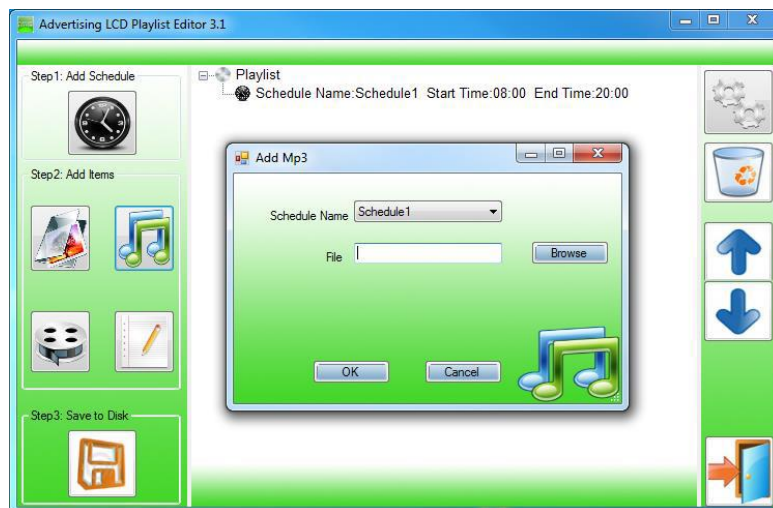 Advertising LCD Playlist Editor 3.1
Step1: Add Schedule
Playlist
Schedule Name:Schedule1 Start Time:08:00 End Time:20:00
Step2: Add Items
Add Mp3
Schedule Name
Schedule1
File
Browse
OK
Cancel
Step3: Save to Disk